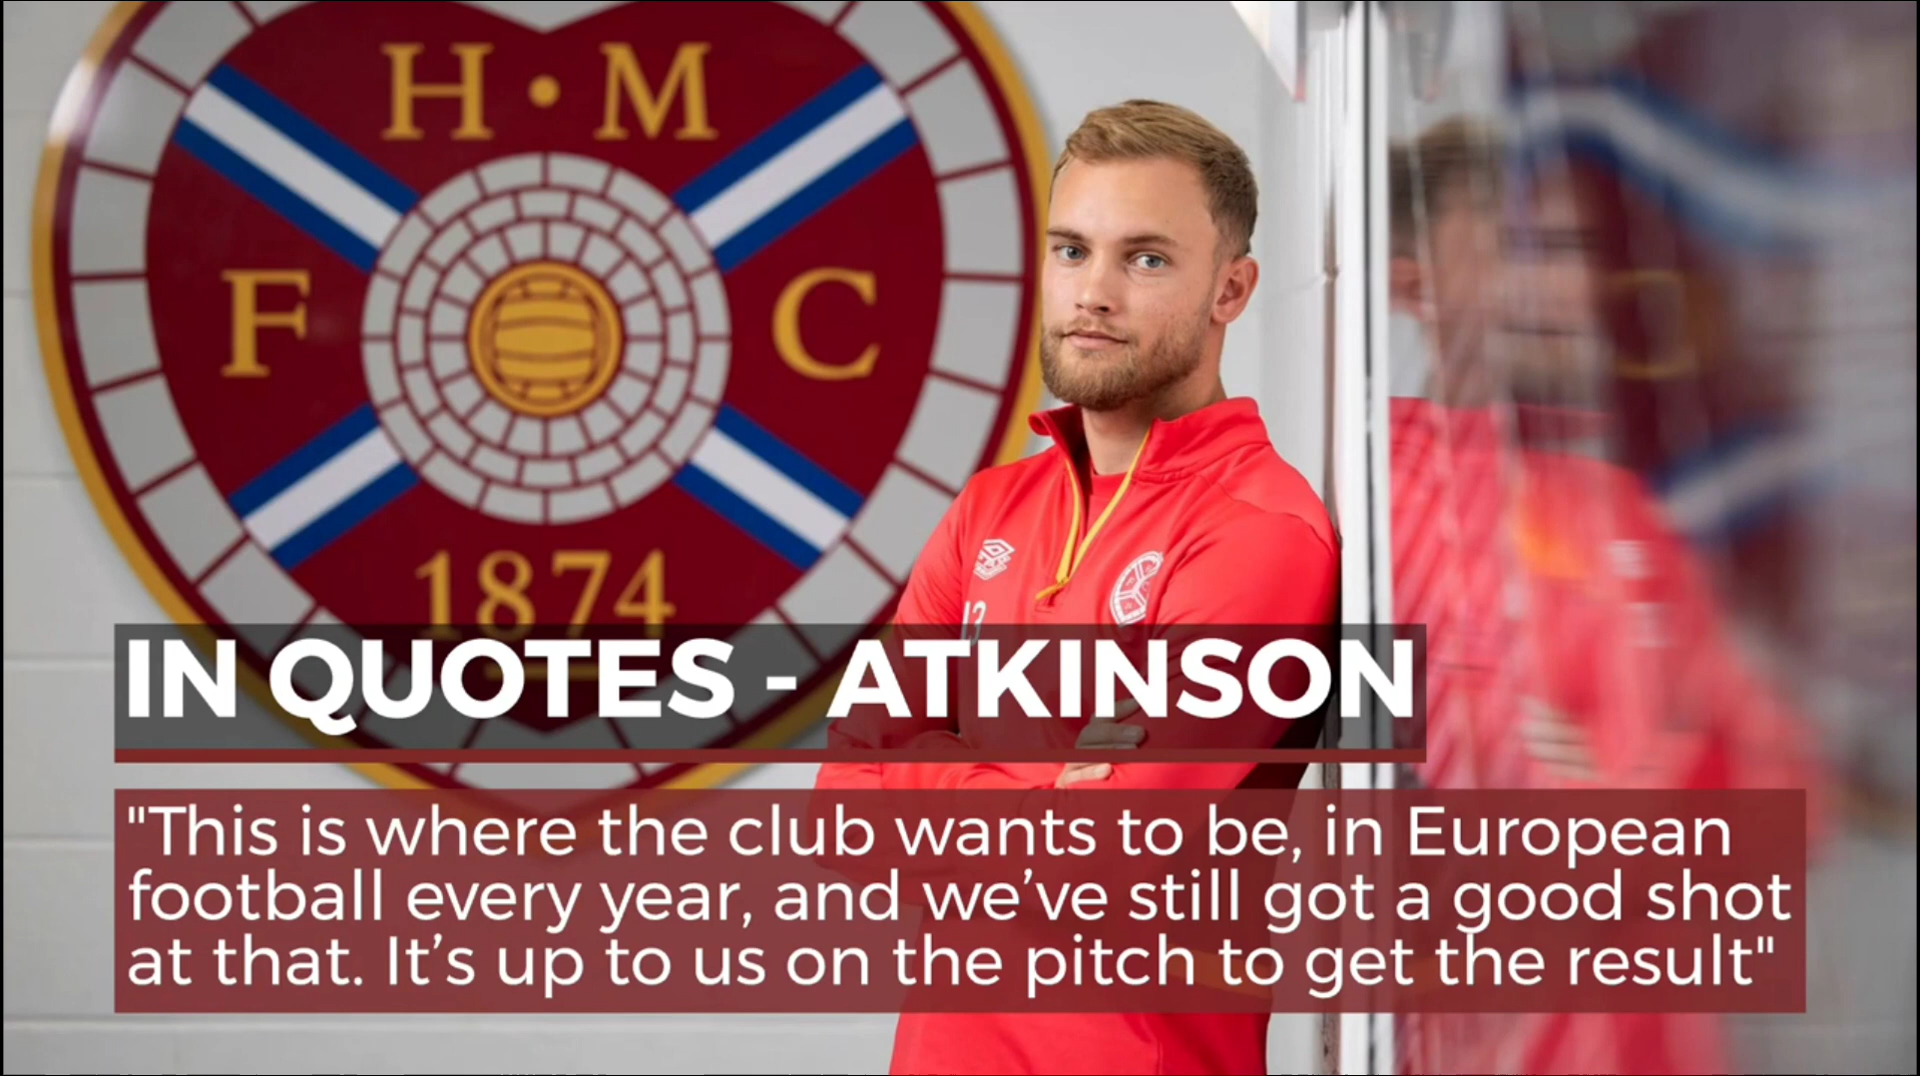 H • M
F C
1874
13
IN QUOTES - ATKINSON
"This is where the club wants to be, in European
football every year, and we’ve still got a good shot
at that. It’s up to us on the pitch to get the result"